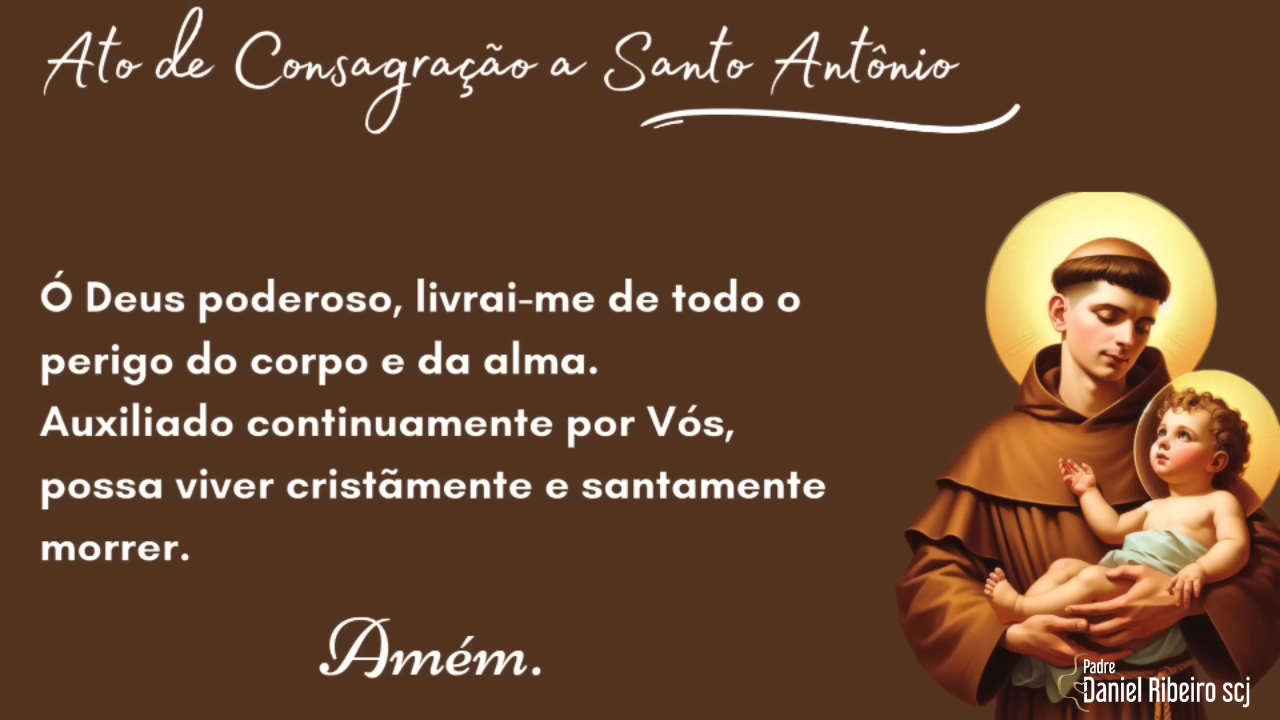 Ato de Consagração a Santo Antônio
Ó Deus poderoso, livrai-me de todo o
perigo do corpo e da alma.
Auxiliado continuamente por Vós,
possa viver cristãmente e santamente
morrer.
Amém.
Padre
Daniel Ribeiro scj